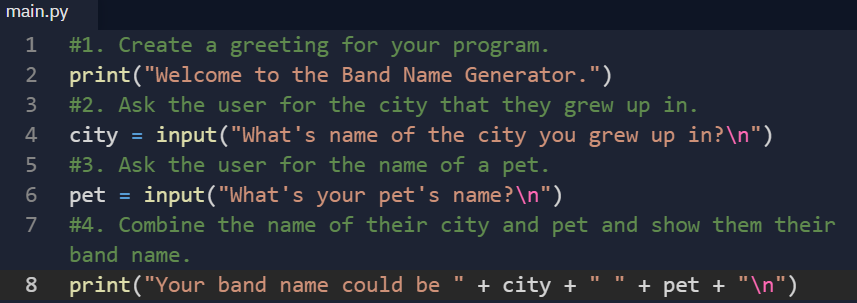 main.py
1 #1. Create a greeting for your program.
2 print("Welcome to the Band Name Generator.")
3 #2. Ask the user for the city that they grew up in.
4 city = input("What's name of the city you grew up in?\n")
5 #3. Ask the user for the name of a pet.
6 pet = input("What's your pet's name?\n")
7 #4. Combine the name of their city and pet and show them their
band name.
8 print("Your band name could be " + city + " " + pet + "\n")